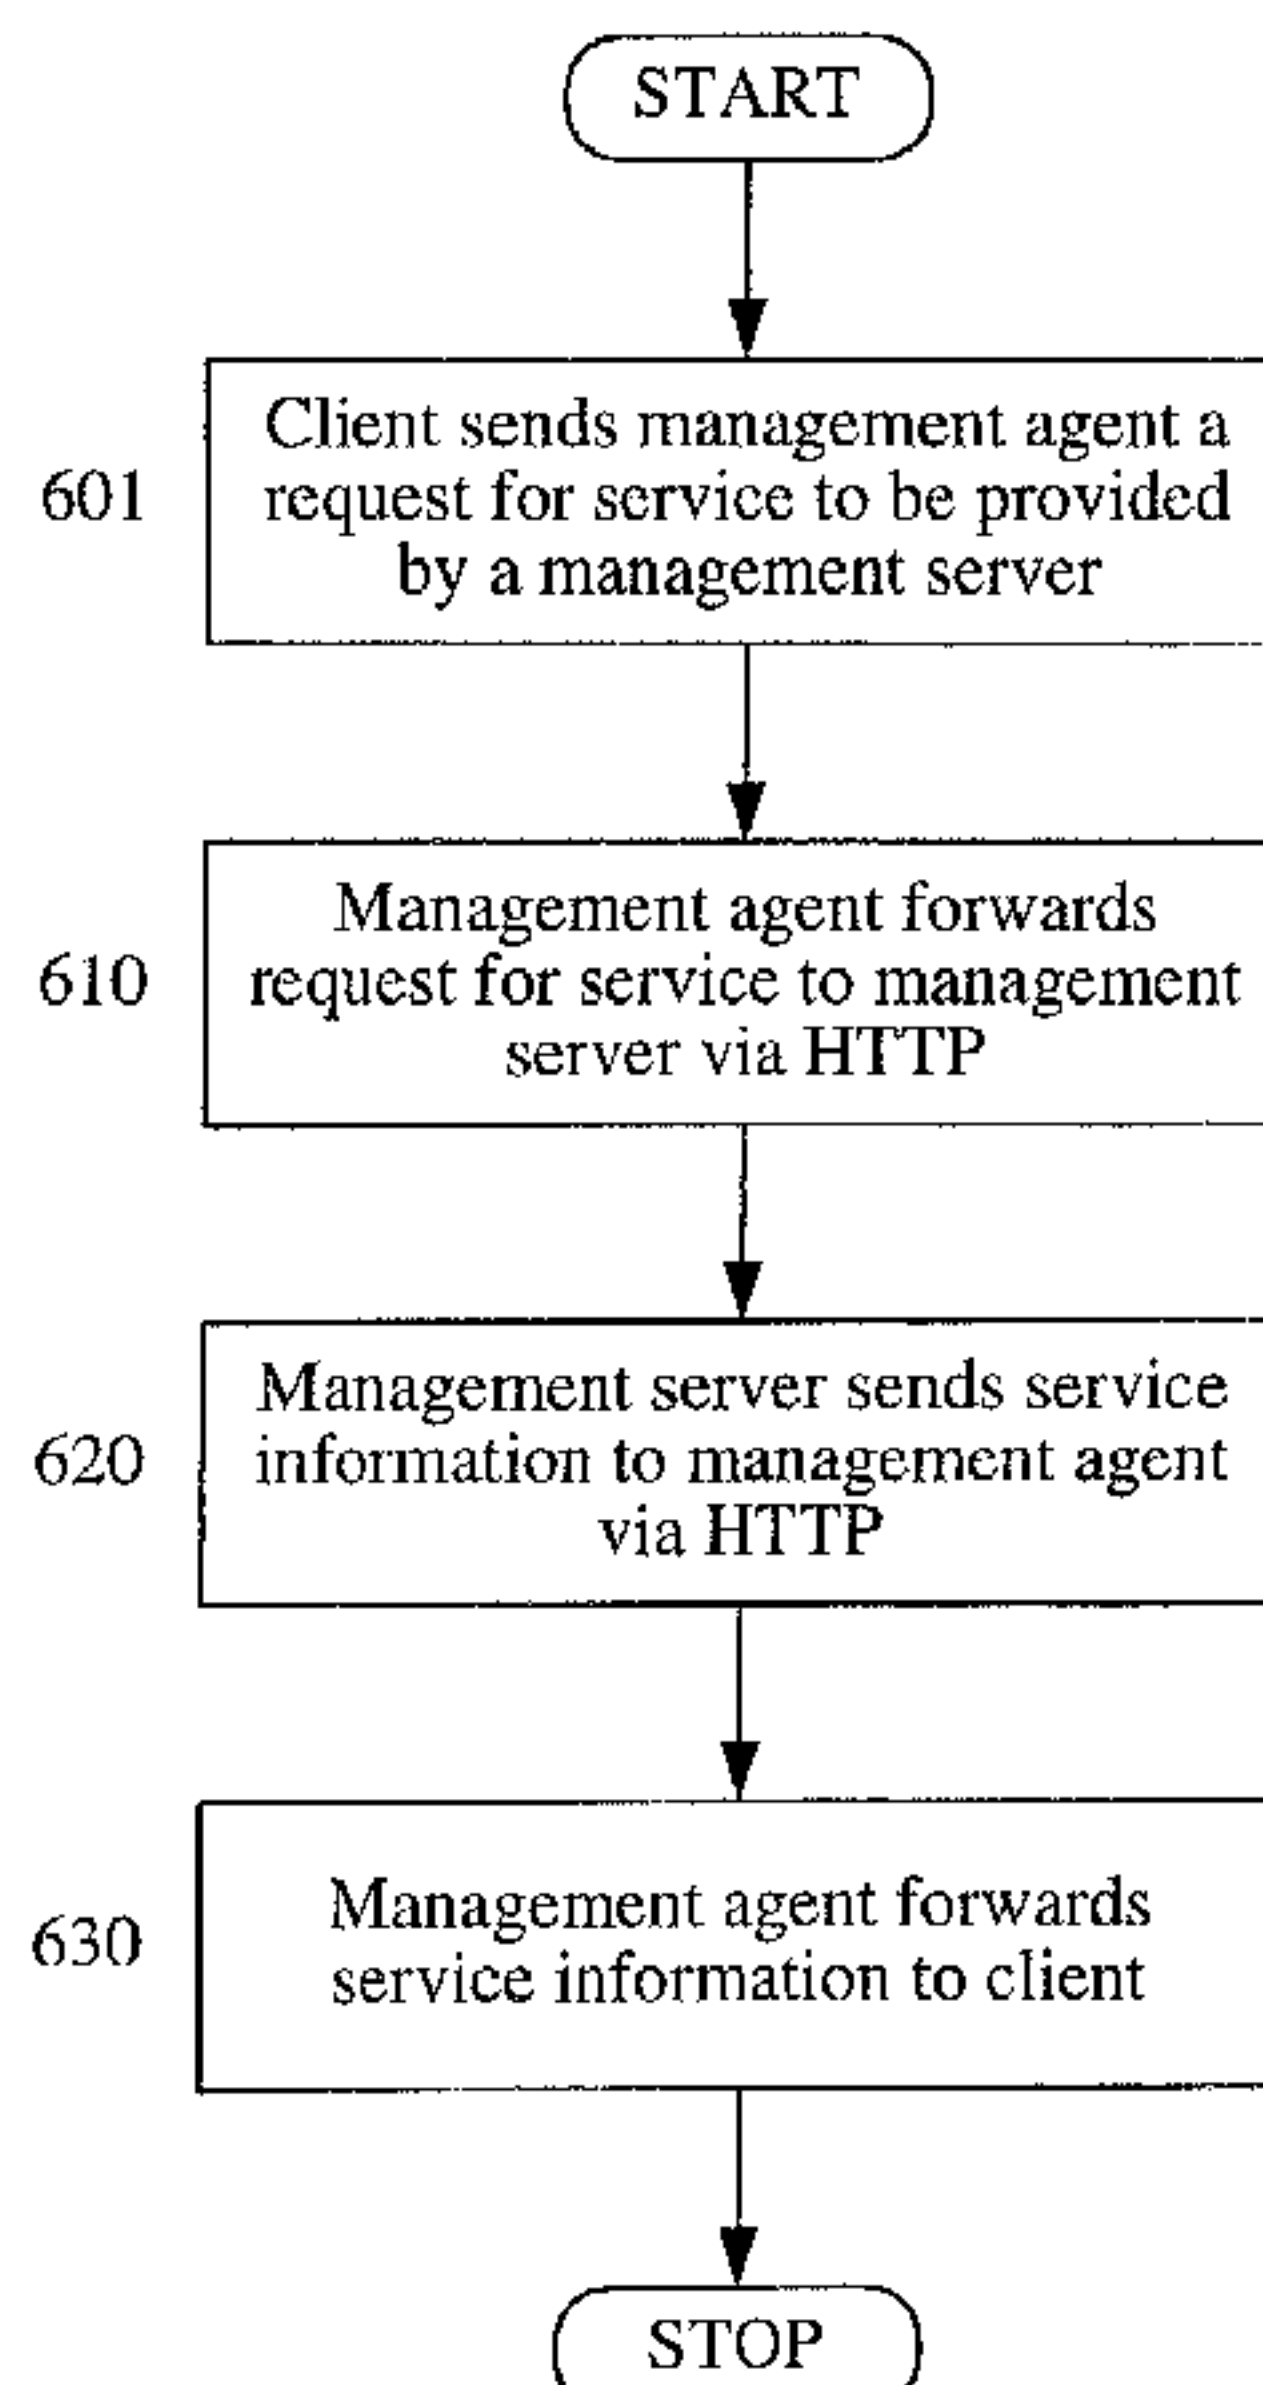 START
601
Client sends management agent a
request for service to be provided
by a management server
610
Management agent forwards
request for service to management
server via HTTP
620
Management server sends service
information to management agent
via HTTP
630
Management agent forwards
service information to client
STOP